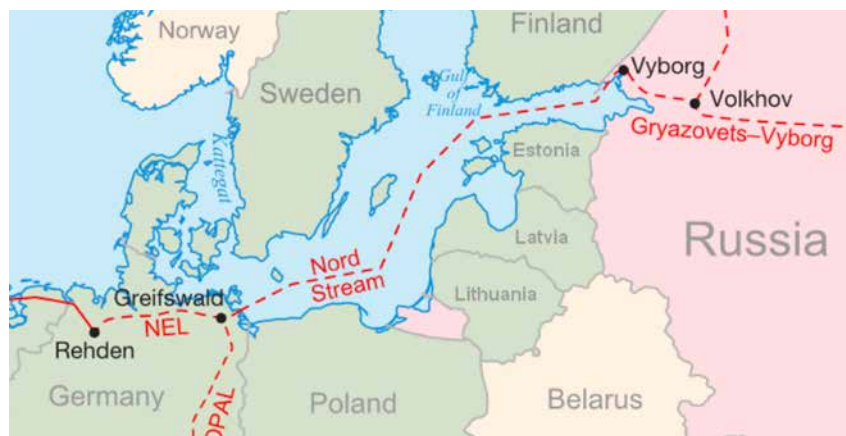 Norway
Finland
Sweden
Gulf
of
Finland
Vyborg
Volkhov
Gryazovets–Vyborg
Kattegat
Estonia
Latvia
Russia
Nord
Stream
Lithuania
Greifswald
NEL
Rehden
Germany
OPAL
Poland
Belarus